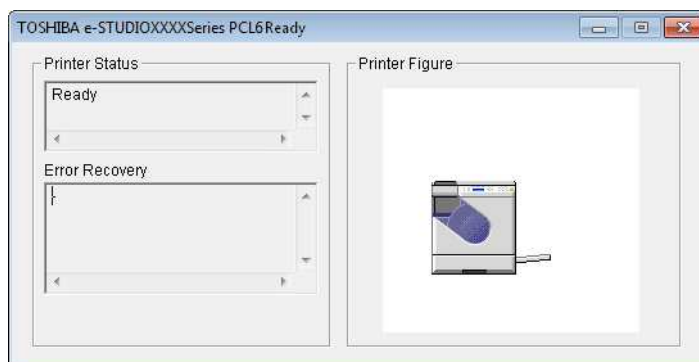 TOSHIBA e-STUDIOXXXXSeries PCL6Ready
Printer Status
Ready
Error Recovery
Printer Figure